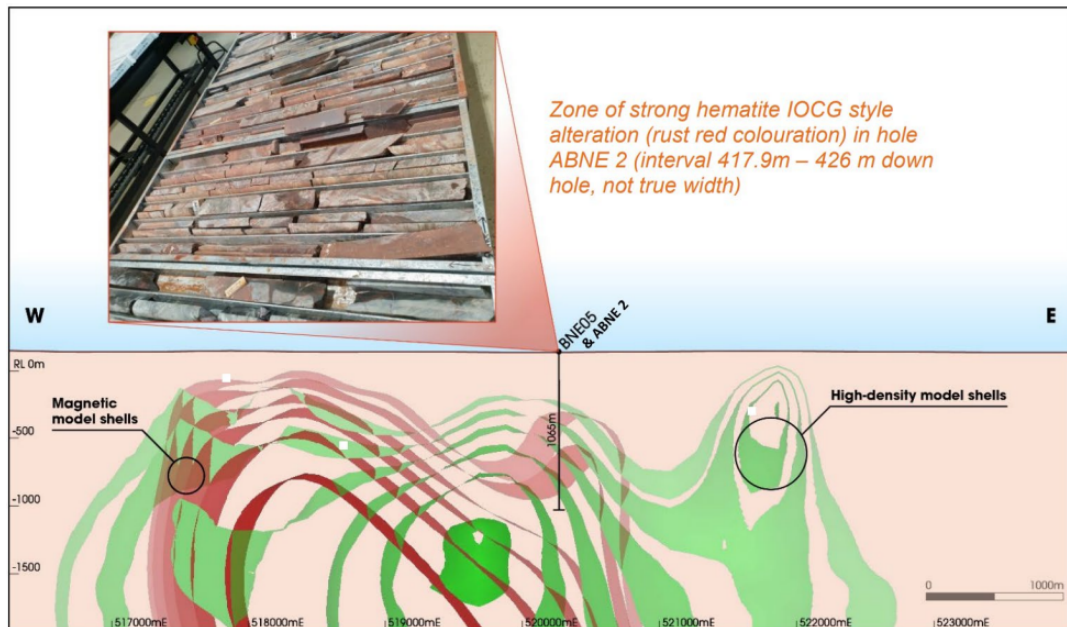 Zone of strong hematite IOCG style
alteration (rust red colouration) in hole
ABNE 2 (interval 417.9m – 426 m down
hole, not true width)
W
E
BNE05
& ABNE 2
RL 0m
Magnetic
model shells
High-density model shells
1065m
-500
-1000
-1500
0 1000m
517000mE 518000mE 519000mE 520000mE 521000mE 522000mE 523000mE